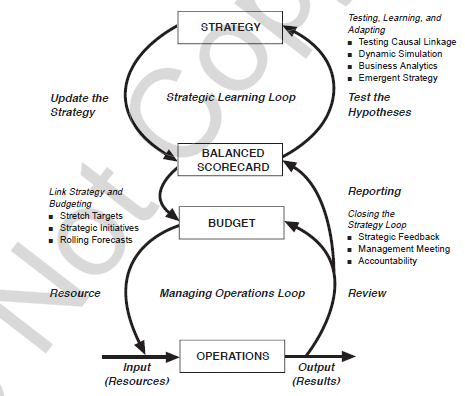 STRATEGY
Testing, Learning, and
Adapting
■ Testing Causal Linkage
■ Dynamic Simulation
■ Business Analytics
■ Emergent Strategy
Update the
Strategy
Strategic Learning Loop
Test the
Hypotheses
BALANCED
SCORECARD
Link Strategy and
Budgeting
■ Stretch Targets
■ Strategic Initiatives
■ Rolling Forecasts
BUDGET
Reporting
Closing the
Strategy Loop
■ Strategic Feedback
■ Management Meeting
■ Accountability
Resource
Managing Operations Loop
Review
OPERATIONS
Input
(Resources)
Output
(Results)
Not Cop